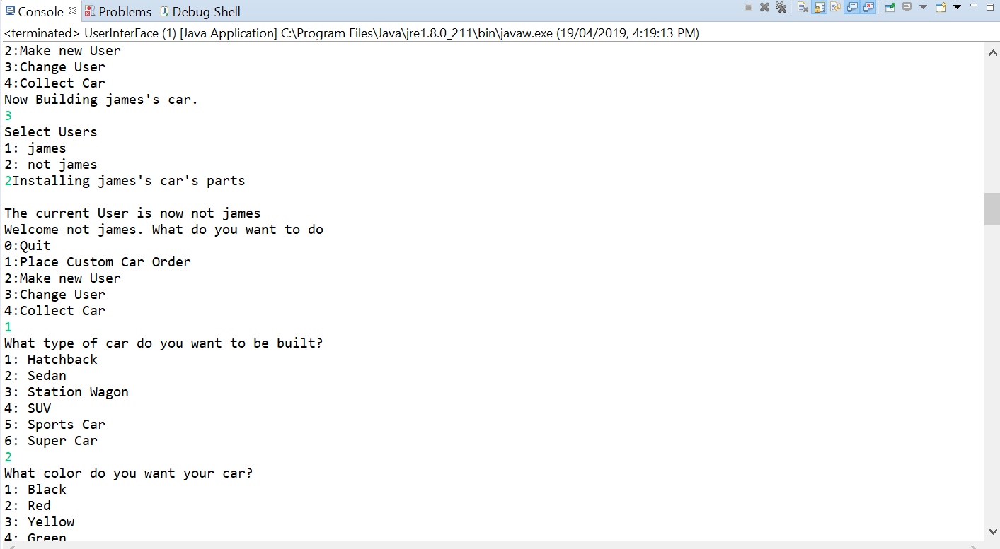 Console Problems Debug Shell
<terminated> UserInterFace (1) [Java Application] C:\Program Files\Java\jre1.8.0_211\bin\javaw.exe (19/04/2019, 4:19:13 PM)
2:Make new User
3:Change User
4:Collect Car
Now Building james's car.
3
Select Users
1: james
2: not james
2Installing james's car's parts
The current User is now not james
Welcome not james. What do you want to do
0:Quit
1:Place Custom Car Order
2:Make new User
3:Change User
4:Collect Car
1
What type of car do you want to be built?
1: Hatchback
2: Sedan
3: Station Wagon
4: SUV
5: Sports Car
6: Super Car
2
What color do you want your car?
1: Black
2: Red
3: Yellow
4: Green